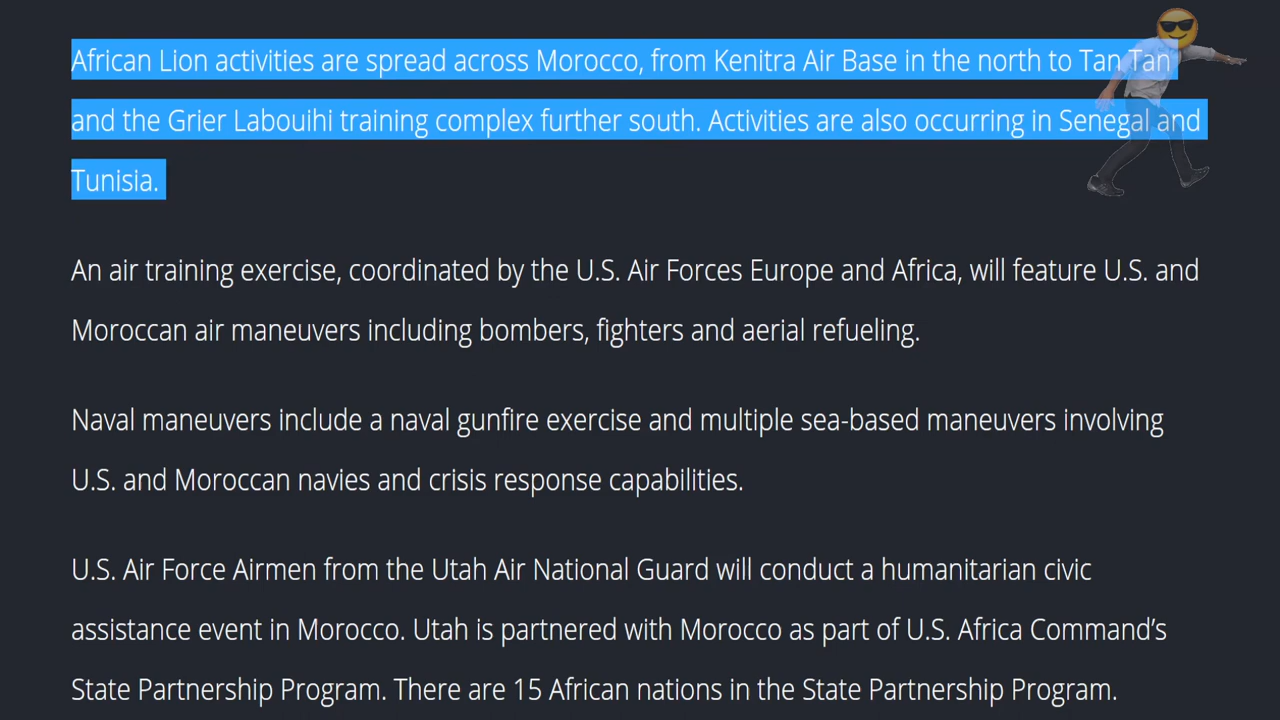 African Lion activities are spread across Morocco, from Kenitra Air Base in the north to Tan Tan
and the Grier Labouihi training complex further south. Activities are also occurring in Senegal and
Tunisia.
An air training exercise, coordinated by the U.S. Air Forces Europe and Africa, will feature U.S. and
Moroccan air maneuvers including bombers, fighters and aerial refueling.
Naval maneuvers include a naval gunfire exercise and multiple sea-based maneuvers involving
U.S. and Moroccan navies and crisis response capabilities.
U.S. Air Force Airmen from the Utah Air National Guard will conduct a humanitarian civic
assistance event in Morocco. Utah is partnered with Morocco as part of U.S. Africa Command’s
State Partnership Program. There are 15 African nations in the State Partnership Program.